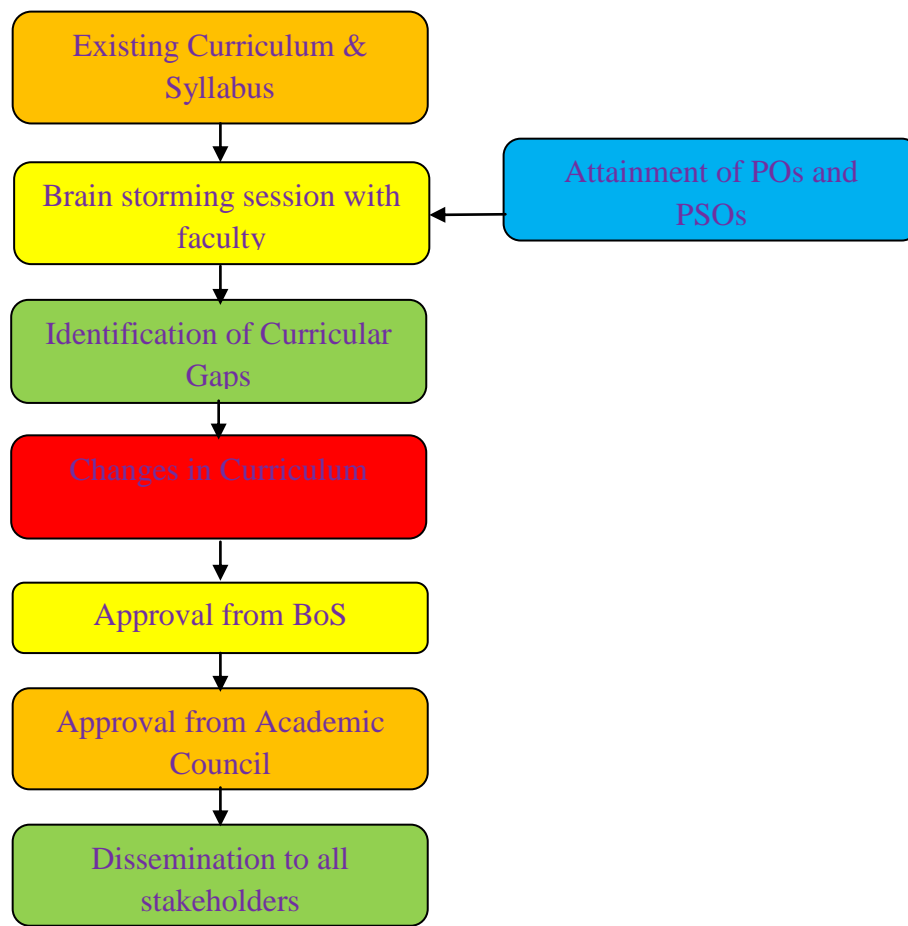 Existing Curriculum &
Syllabus
Brain storming session with
faculty
Attainment of POs and
PSOs
Identification of Curricular
Gaps
Changes in Curriculum
Approval from BoS
Approval from Academic
Council
Dissemination to all
stakeholders